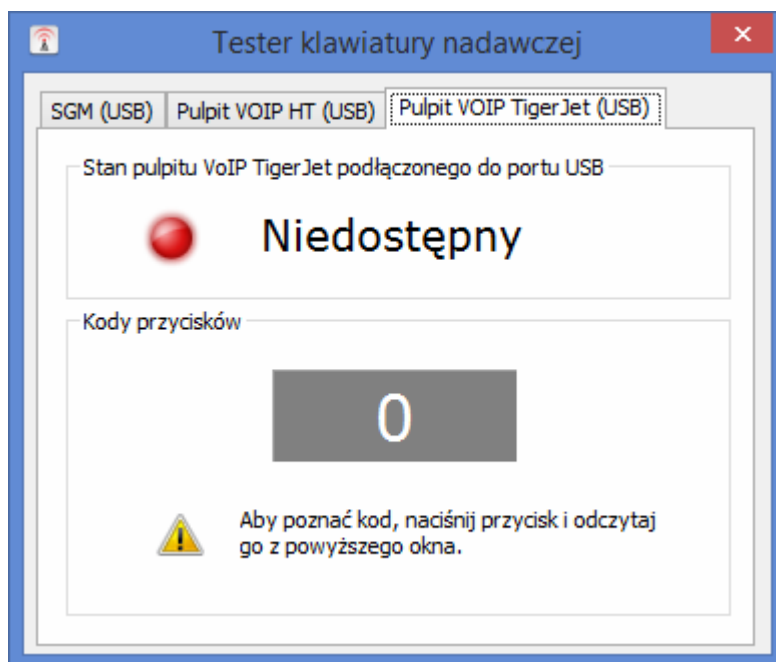 Tester klawiatury nadawczej
SGM (USB) Pulpit VOIP HT (USB) Pulpit VOIP TigerJet (USB)
Stan pulpitu VoIP TigerJet podłączonego do portu USB
Niedostępny
Kody przycisków
0
Aby poznać kod, naciśnij przycisk i odczytaj
go z powyższego okna.